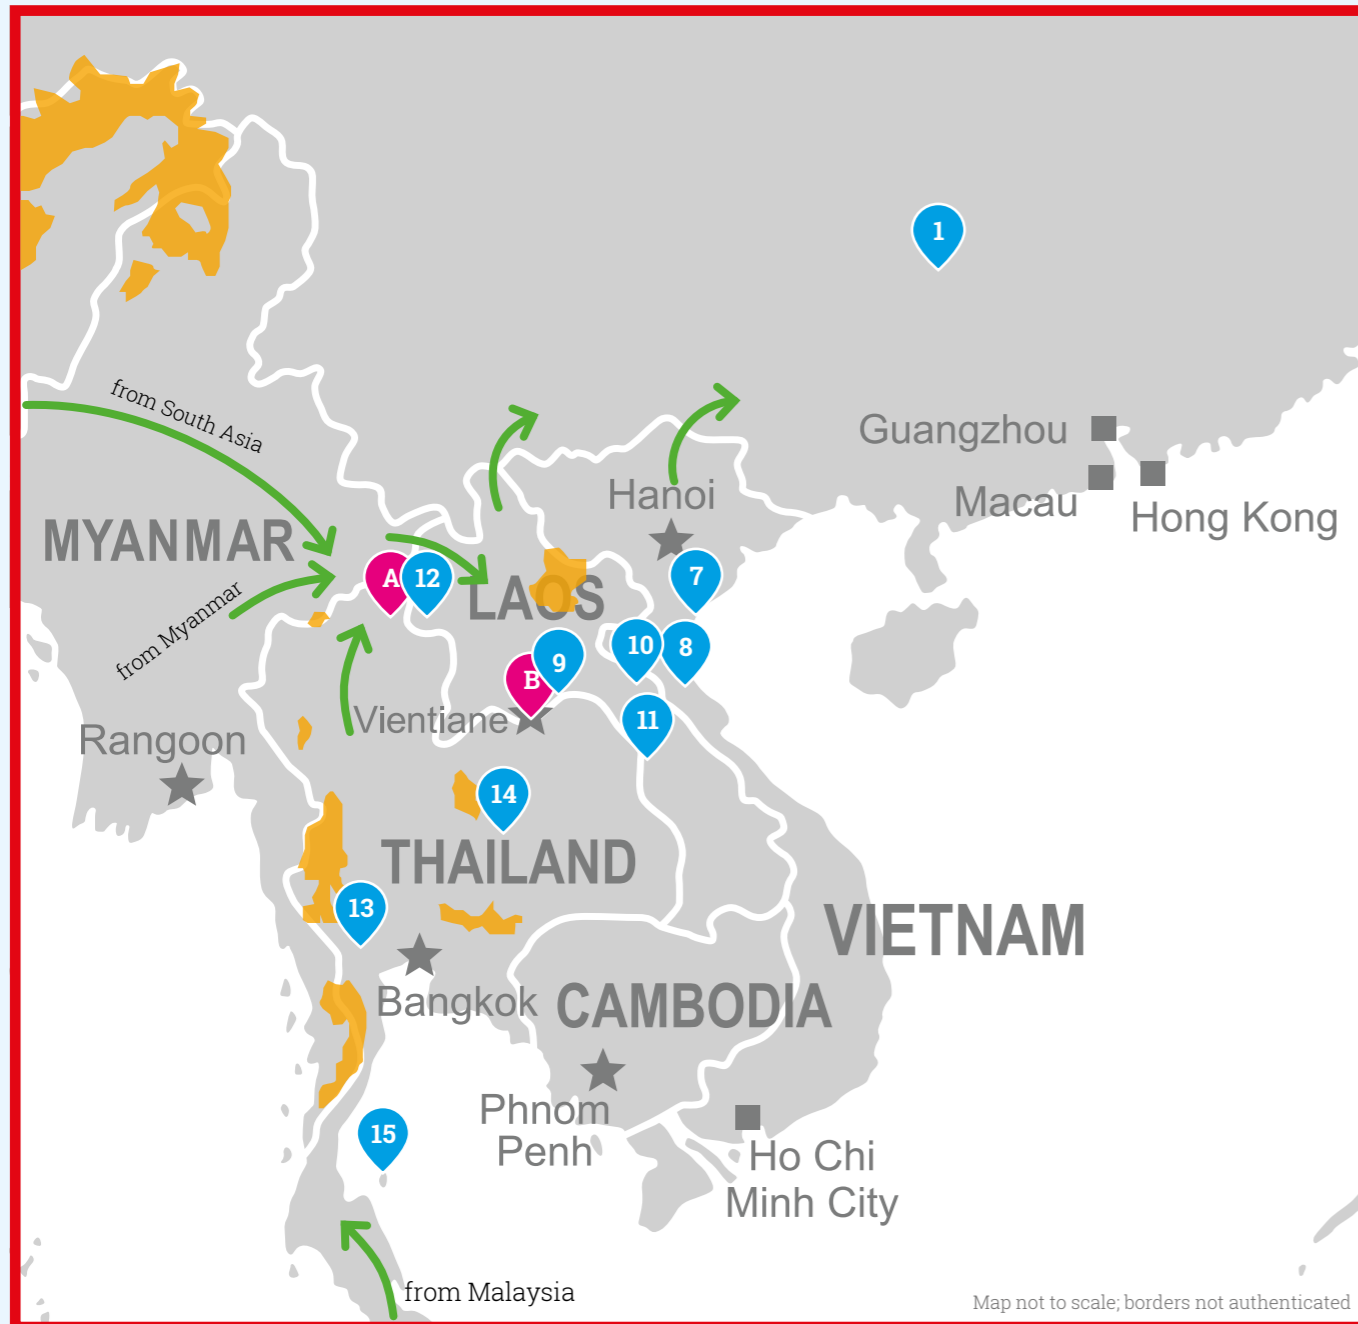 1
from South Asia
Guangzhou
Macau
Hong Kong
Hanoi
MYANMAR
A
12
LAOS
7
from Myanmar
10
8
9
B
11
Vientiane
Rangoon
14
THAILAND
13
VIETNAM
Bangkok
CAMBODIA
Phnom
Penh
15
Ho Chi
Minh City
from Malaysia
Map not to scale; borders not authenticated